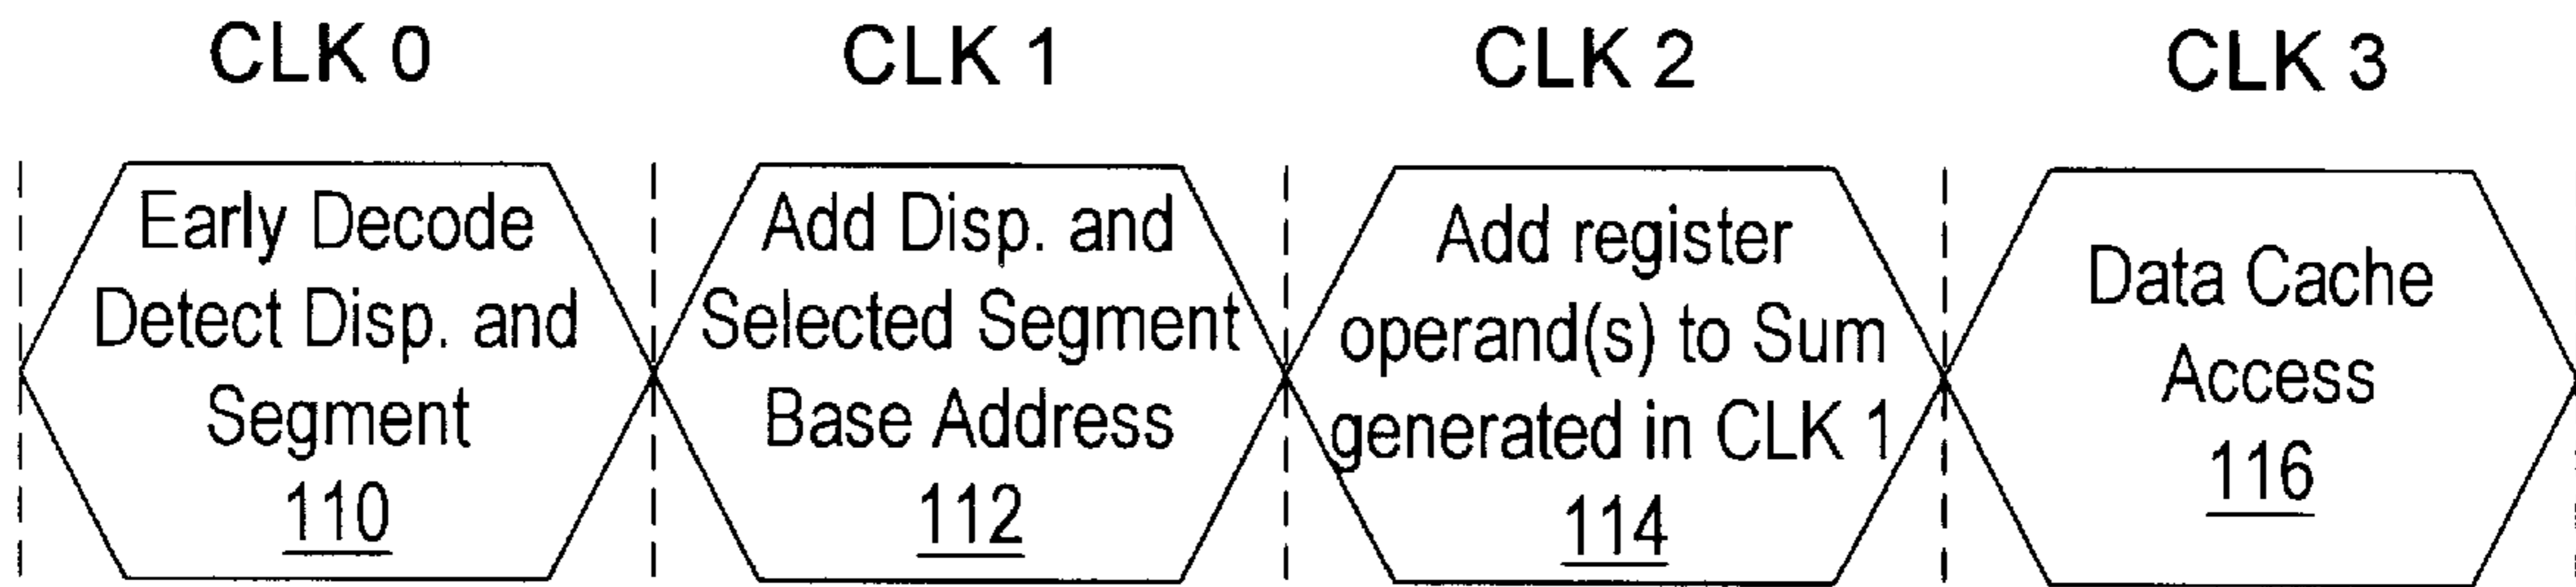 CLK 0
CLK 1
CLK 2
CLK 3
Early Decode
Detect Disp. and
Segment
110
Add Disp. and
Selected Segment
Base Address
112
Add register
operand(s) to Sum
generated in CLK 1
114
Data Cache
Access
116